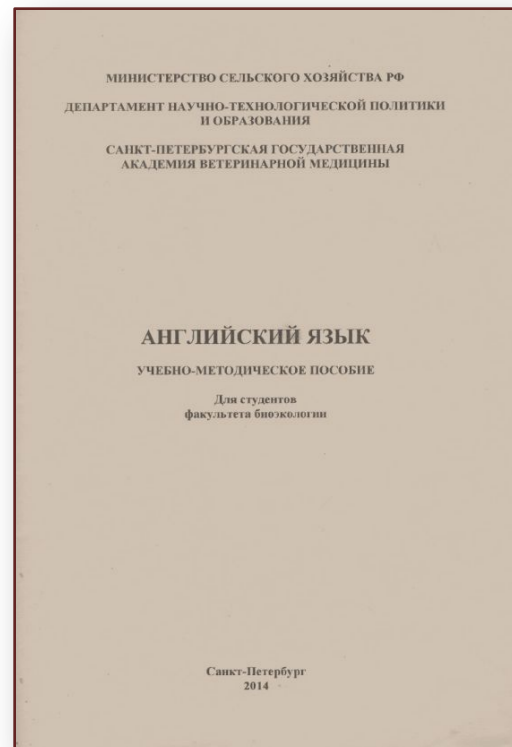 МИНИСТЕРСТВО СЕЛЬСКОГО ХОЗЯЙСТВА РФ
ДЕПАРТАМЕНТ НАУЧНО-ТЕХНОЛОГИЧЕСКОЙ ПОЛИТИКИ
И ОБРАЗОВАНИЯ
САНКТ-ПЕТЕРБУРГСКАЯ ГОСУДАРСТВЕННАЯ
АКАДЕМИЯ ВЕТЕРИНАРНОЙ МЕДИЦИНЫ
АНГЛИЙСКИЙ ЯЗЫК
УЧЕБНО-МЕТОДИЧЕСКОЕ ПОСОБИЕ
Для студентов
факультета биоэкологии
Санкт-Петербург
2014